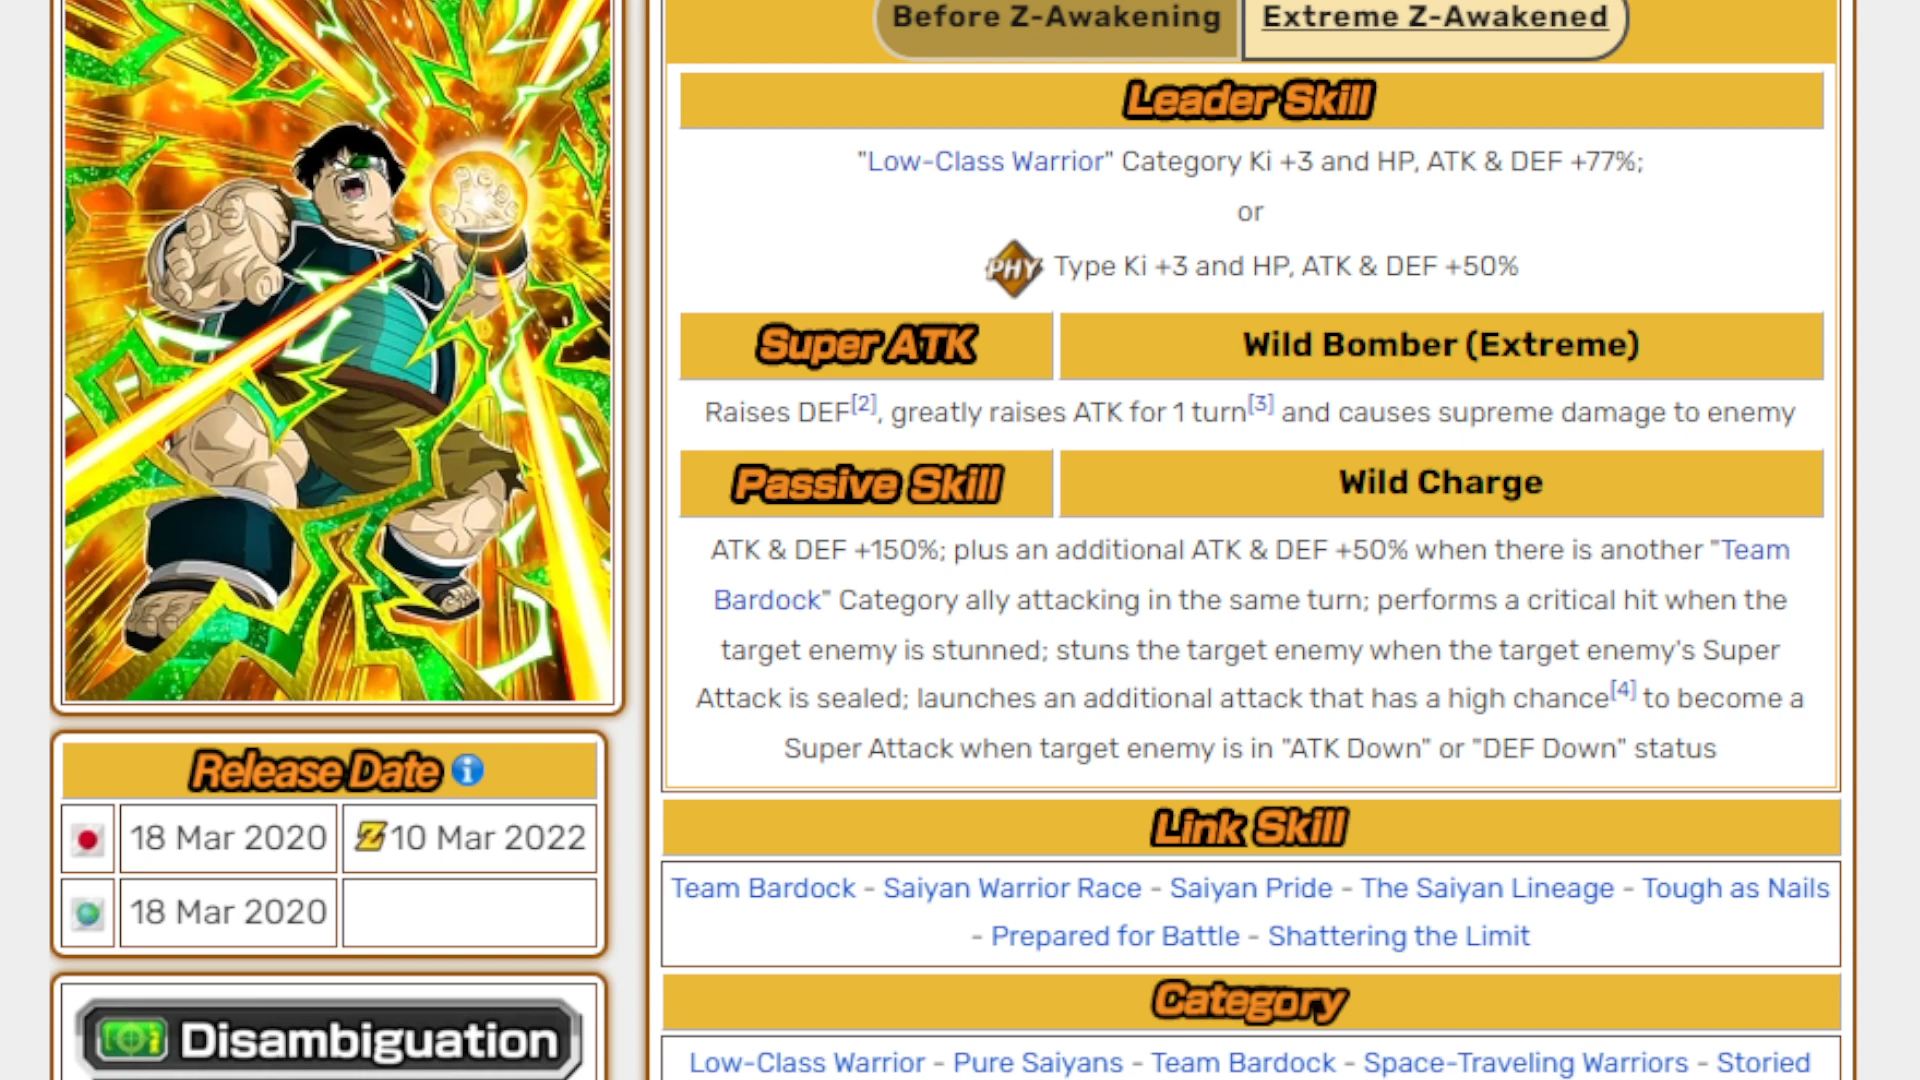 Before Z-Awakening
Extreme Z-Awakened
Leader Skill
"Low-Class Warrior" Category Ki +3 and HP, ATK & DEF +77%;
or
PHY Type Ki +3 and HP, ATK & DEF +50%
Super ATK
Wild Bomber (Extreme)
Raises DEF[2], greatly raises ATK for 1 turn[3] and causes supreme damage to enemy
Passive Skill
Wild Charge
ATK & DEF +150%; plus an additional ATK & DEF +50% when there is another "Team
Bardock" Category ally attacking in the same turn; performs a critical hit when the
target enemy is stunned; stuns the target enemy when the target enemy's Super
Attack is sealed; launches an additional attack that has a high chance[4] to become a
Super Attack when target enemy is in "ATK Down" or "DEF Down" status
Link Skill
Team Bardock - Saiyan Warrior Race - Saiyan Pride - The Saiyan Lineage - Tough as Nails
- Prepared for Battle - Shattering the Limit
Category
Low-Class Warrior - Pure Saiyans - Team Bardock - Space-Traveling Warriors - Storied
Release Date i
18 Mar 2020
Z 10 Mar 2022
18 Mar 2020
Disambiguation